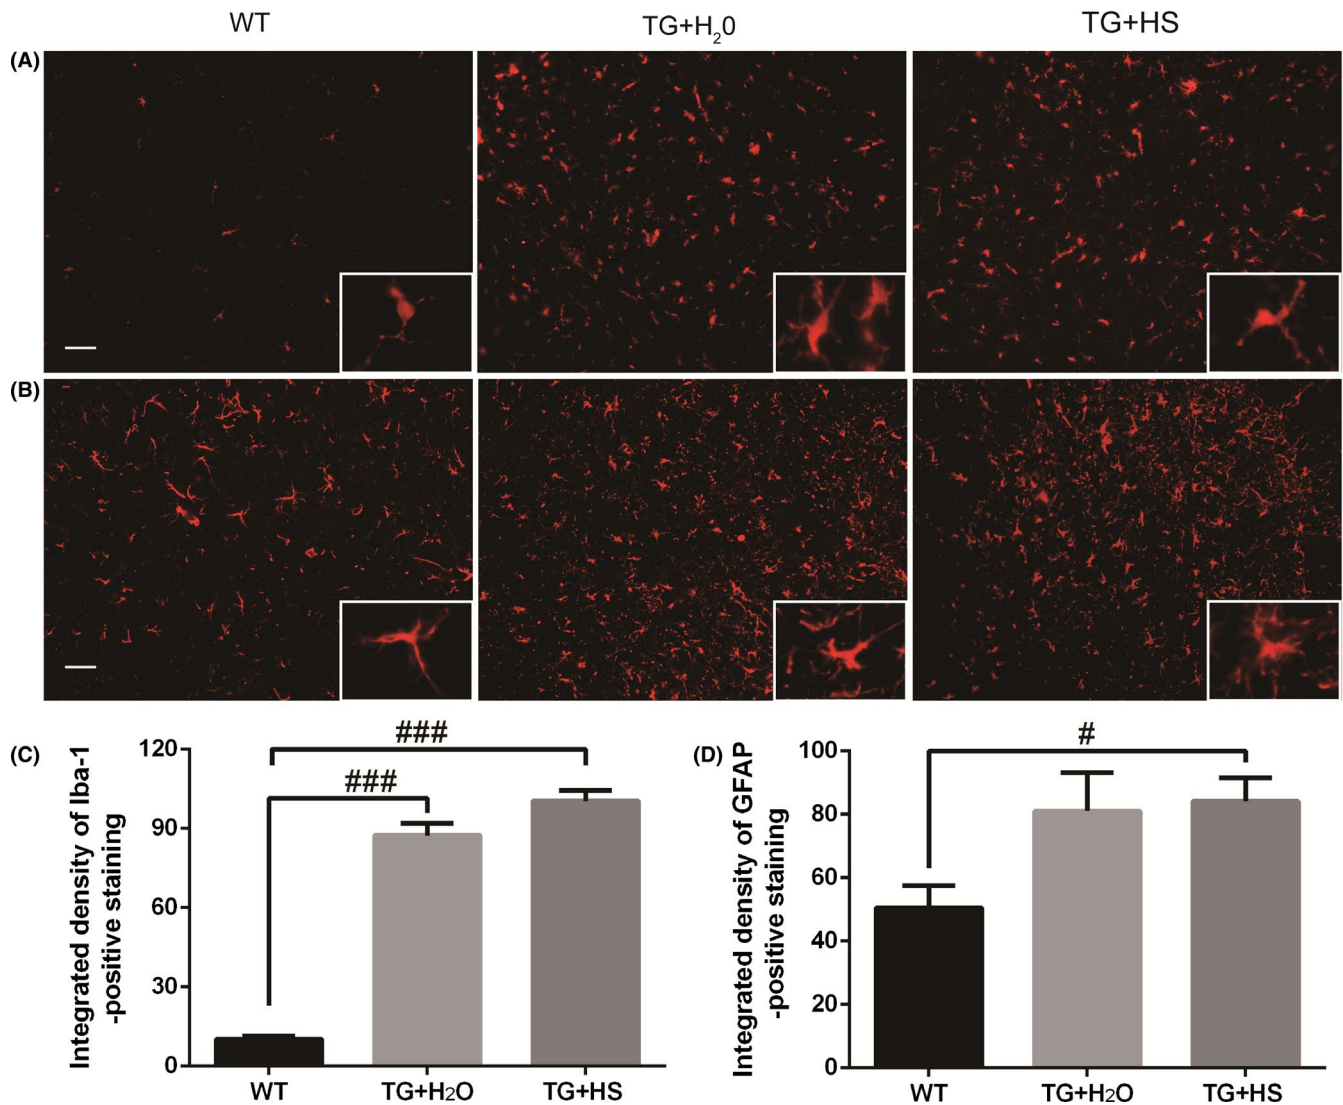 WT TG+H₂0 TG+HS
(A)
(B)
(C)
Integrated density of Iba-1
-positive staining
120
90
60
30
0
###
###
WT TG+H2O TG+HS
(D)
Integrated density of GFAP
-positive staining
100
80
60
40
20
0
#
WT TG+H2O TG+HS